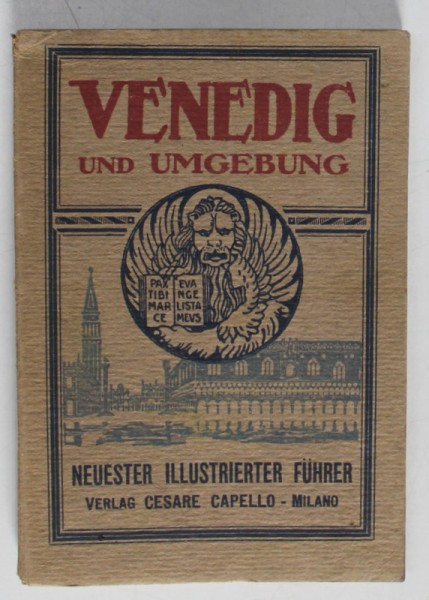 VENEDIG
UND UMGEBUNG
PAX EVA
TIBI NGE
MAR LISTA
CE MEVS
NEUESTER ILLUSTRIERTER FÜHRER
VERLAG CESARE CAPELLO - MILANO